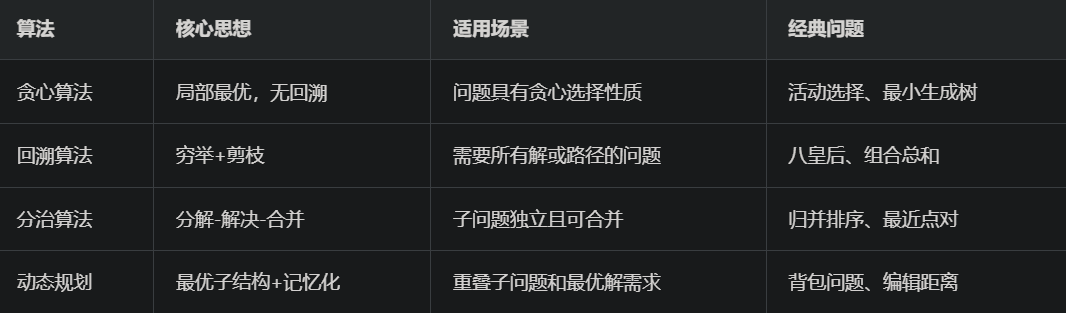 算法 核心思想 适用场景 经典问题
贪心算法 局部最优，无回溯 问题具有贪心选择性质 活动选择、最小生成树
回溯算法 穷举+剪枝 需要所有解或路径的问题 八皇后、组合总和
分治算法 分解-解决-合并 子问题独立且可合并 归并排序、最近点对
动态规划 最优子结构+记忆化 重叠子问题和最优解需求 背包问题、编辑距离